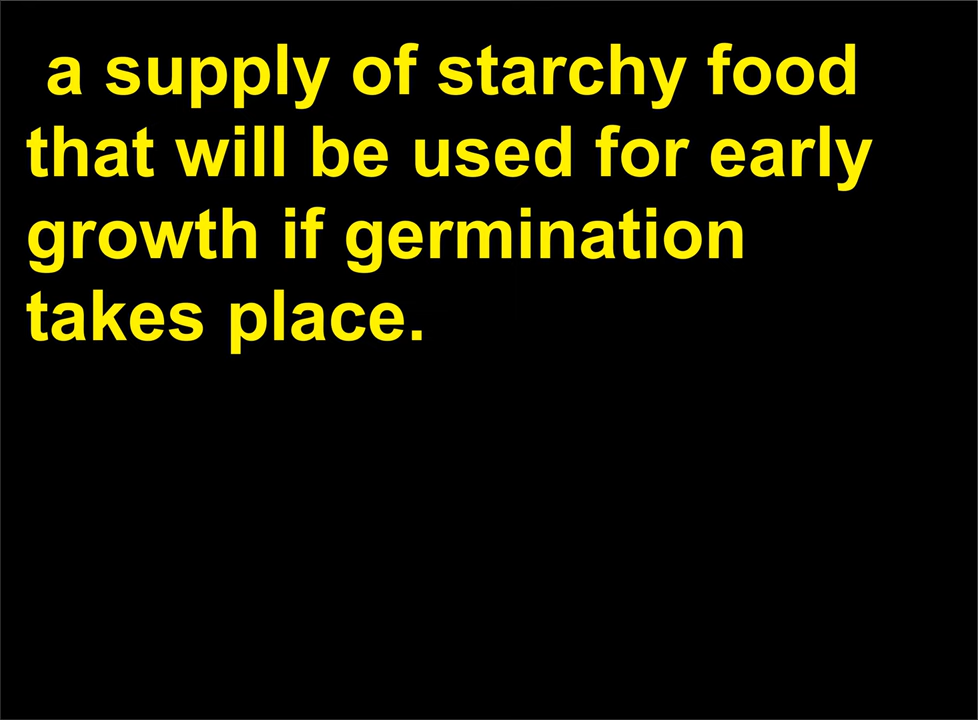 a supply of starchy food
that will be used for early
growth if germination
takes place.